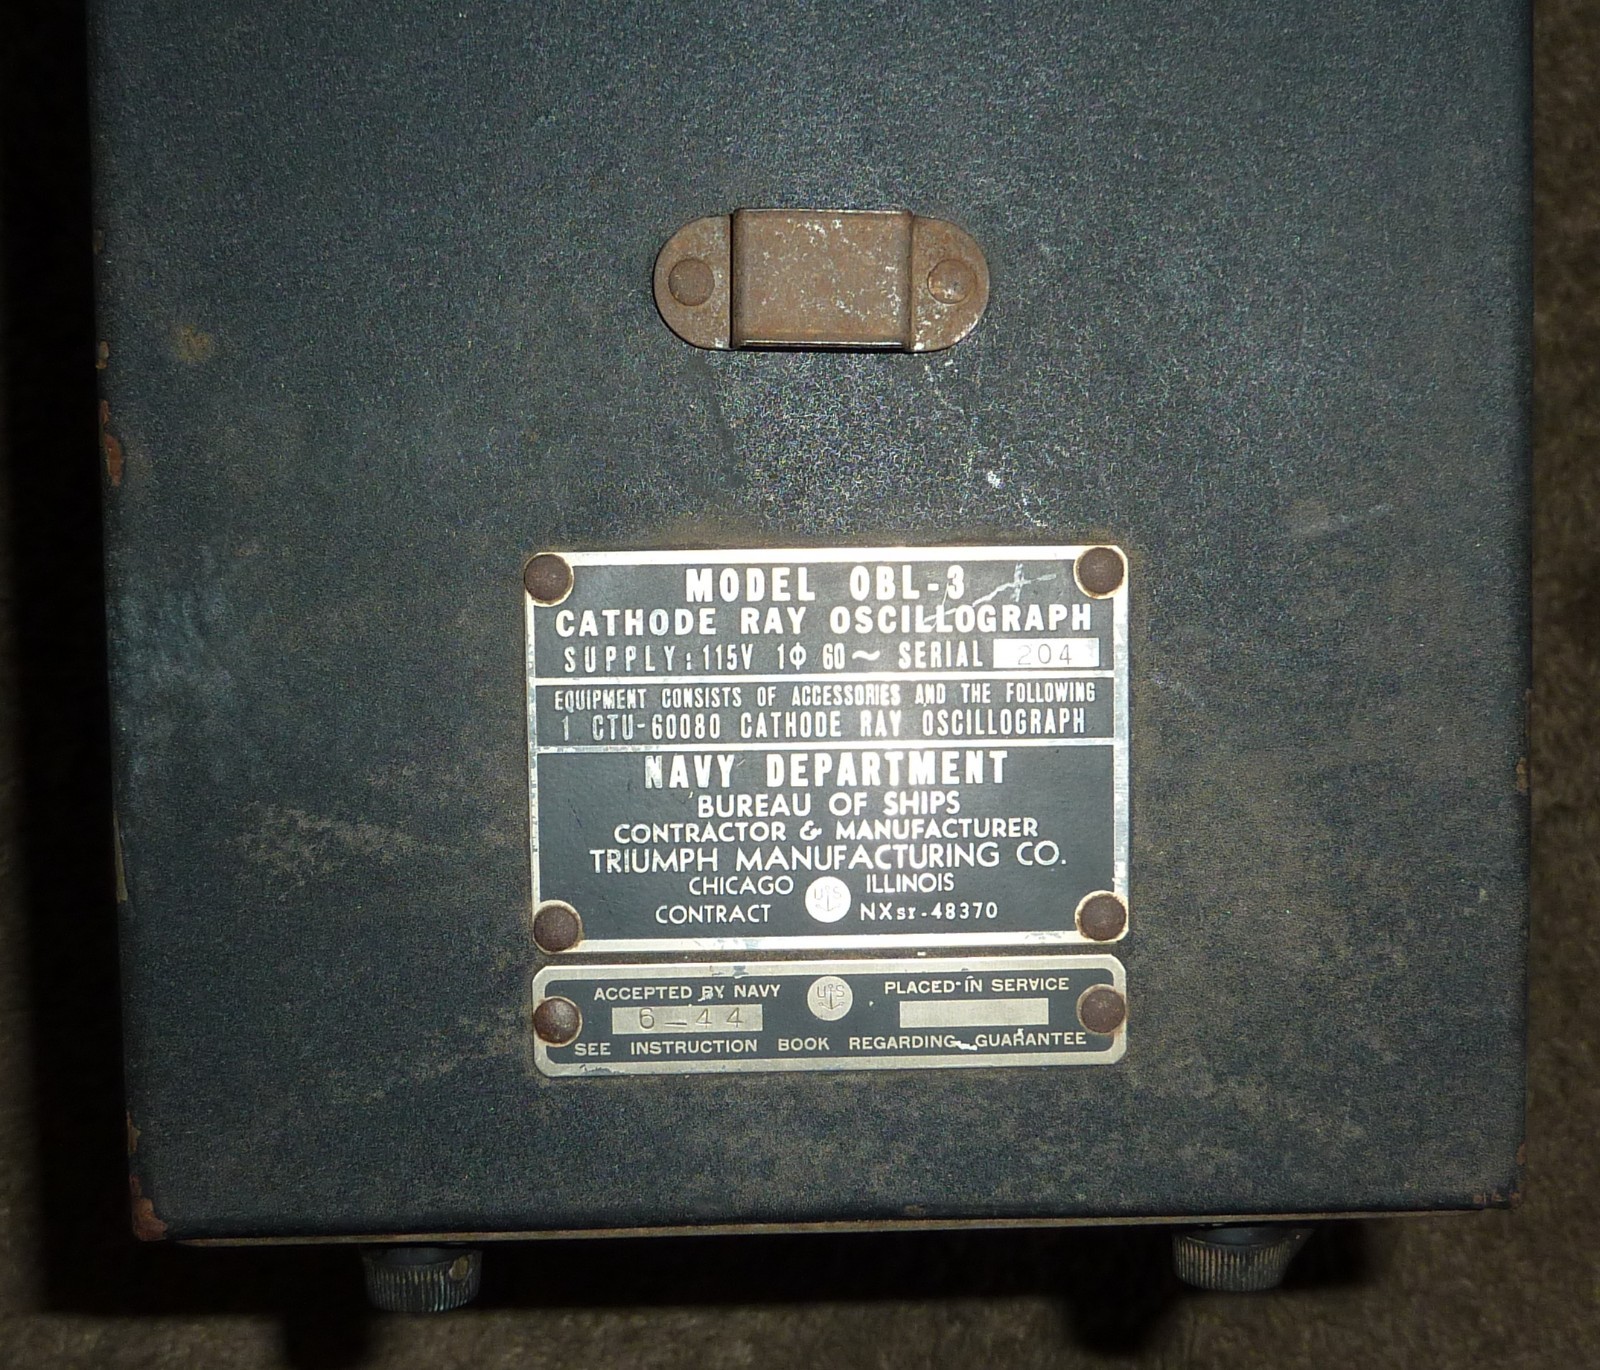 MODEL OBL-3
CATHODE RAY OSCILLOGRAPH
SUPPLY: 115V 1Φ 60~ SERIAL 204
EQUIPMENT CONSISTS OF ACCESSORIES AND THE FOLLOWING
1 CTU-60080 CATHODE RAY OSCILLOGRAPH
NAVY DEPARTMENT
BUREAU OF SHIPS
CONTRACTOR & MANUFACTURER
TRIUMPH MANUFACTURING CO.
CHICAGO US ILLINOIS
CONTRACT NXsr-48370
ACCEPTED BY NAVY US PLACED IN SERVICE
6-44
SEE INSTRUCTION BOOK REGARDING GUARANTEE